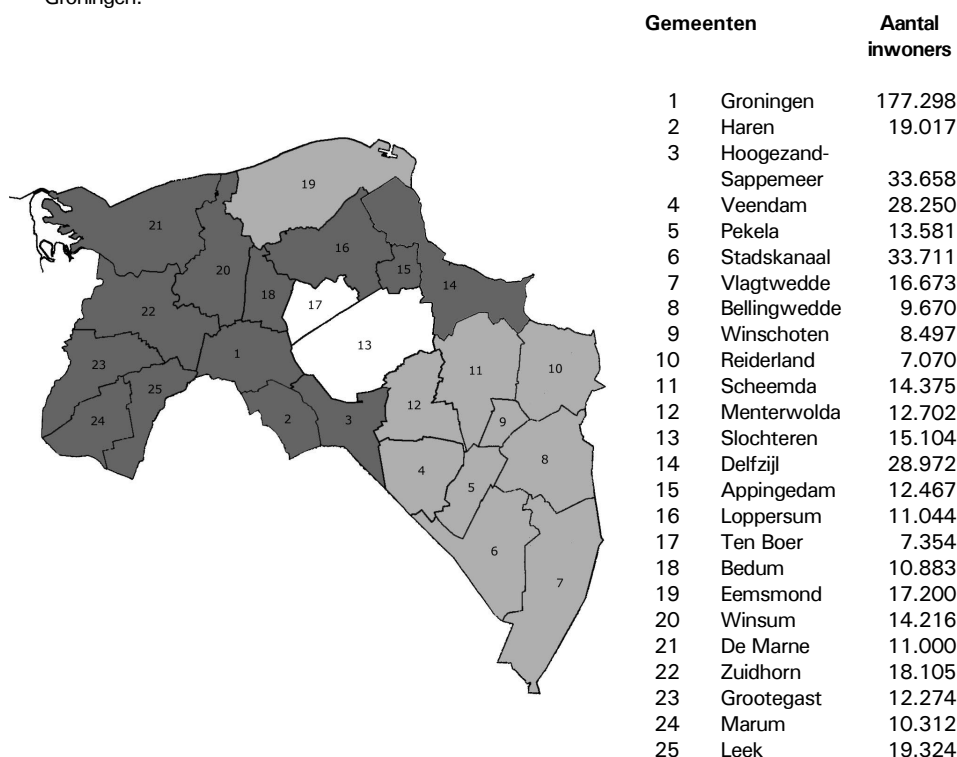 Groningen.
Gemeenten Aantal
inwoners
1 Groningen 177.298
2 Haren 19.017
3 Hoogezand-
Sappemeer 33.658
4 Veendam 28.250
5 Pekela 13.581
6 Stadskanaal 33.711
7 Vlagtwedde 16.673
8 Bellingwedde 9.670
9 Winschoten 8.497
10 Reiderland 7.070
11 Scheemda 14.375
12 Menterwolda 12.702
13 Slochteren 15.104
14 Delfzijl 28.972
15 Appingedam 12.467
16 Loppersum 11.044
17 Ten Boer 7.354
18 Bedum 10.883
19 Eemsmond 17.200
20 Winsum 14.216
21 De Marne 11.000
22 Zuidhorn 18.105
23 Grootegast 12.274
24 Marum 10.312
25 Leek 19.324
19
21
16
20
15
14
18
17
22
13
1
23
10
11
25
12
24
2
3
9
8
4
5
6
7